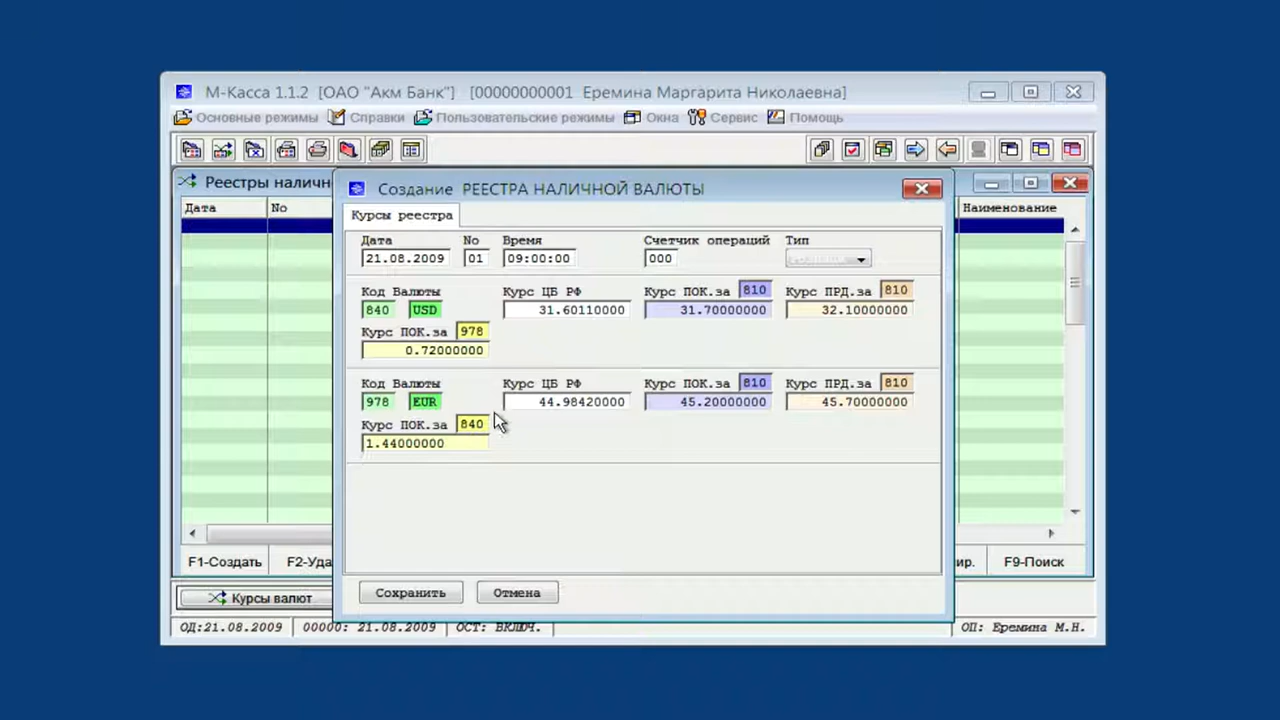 М-Касса 1.1.2 [ОАО "Акм Банк"] [00000000001 Еремина Маргарита Николаевна]
Основные режимы Справки Пользовательские режимы Окна Сервис Помощь
Реестры наличн
Создание РЕЕСТРА НАЛИЧНОЙ ВАЛЮТЫ
Дата No Наименование
Курсы реестра
Дата No Время Счетчик операций Тип
21.08.2009 01 09:00:00 000
Код Валюты Курс ЦБ РФ Курс ПОК.за 810 Курс ПРД.за 810
840 USD 31.60110000 31.70000000 32.10000000
Курс ПОК.за 978
0.72000000
Код Валюты Курс ЦБ РФ Курс ПОК.за 810 Курс ПРД.за 810
978 EUR 44.98420000 45.20000000 45.70000000
Курс ПОК.за 840
1.44000000
F1-Создать F2-Уда ир. F9-Поиск
Сохранить Отмена
Курсы валют
ОД:21.08.2009 00000: 21.08.2009 ОСТ: ВКЛЮЧ. ОП: Еремина М.Н.